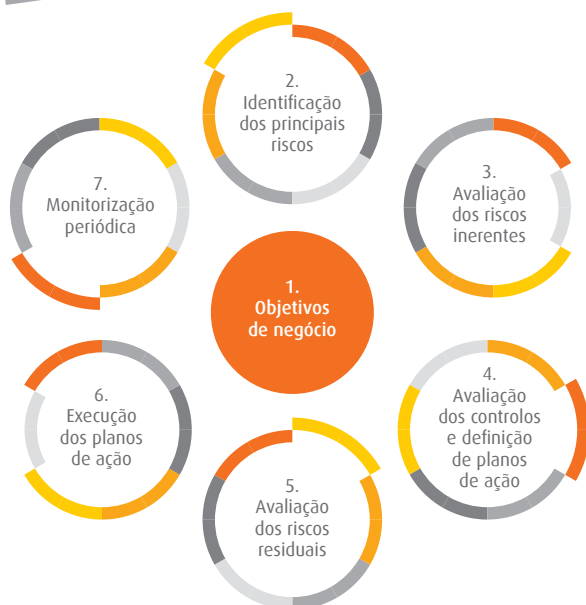 1.
Objetivos
de negócio
2.
Identificação
dos principais
riscos
3.
Avaliação
dos riscos
inerentes
4.
Avaliação
dos controlos
e definição
de planos
de ação
5.
Avaliação
dos riscos
residuais
6.
Execução
dos planos
de ação
7.
Monitorização
periódica